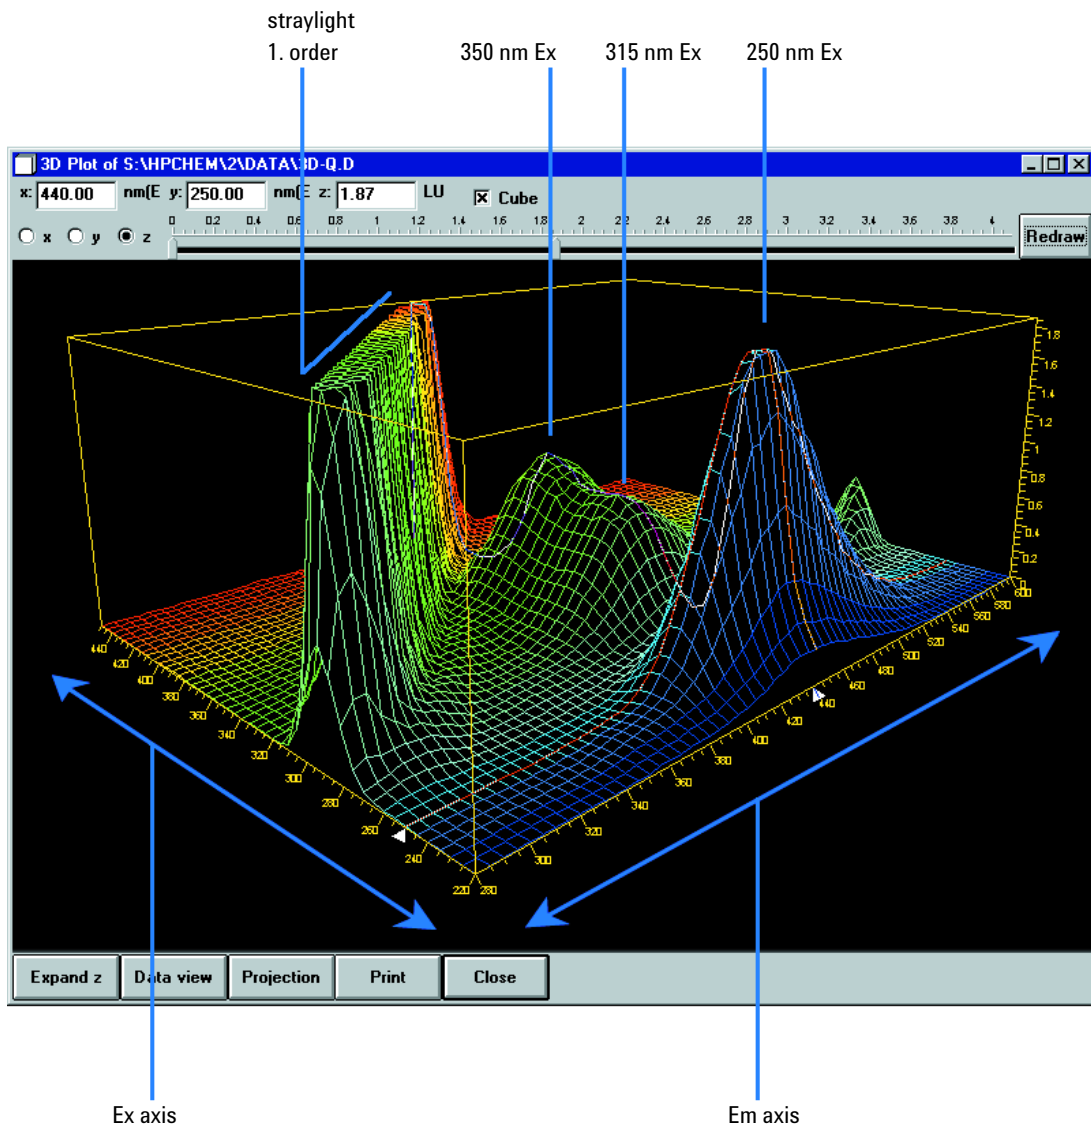 straylight
1. order
350 nm Ex
315 nm Ex
250 nm Ex
3D Plot of S:\HPCHEM\2\DATA\3D-Q.D
x: 440.00 nm(E y: 250.00 nm(E z: 1.87 LU Cube
0 0.2 0.4 0.6 0.8 1 1.2 1.4 1.6 1.8 2 2.2 2.4 2.6 2.8 3 3.2 3.4 3.6 3.8 4
x y z
Redraw
1.8
1.6
1.4
1.2
1
0.8
0.6
0.4
0.2
0
440 420 400 380 360 340 320 300 280 260 240 220
280 300 320 340 360 380 400 420 440 460 480 500 520 540 560 580 600
Expand z Data view Projection Print Close
Ex axis
Em axis